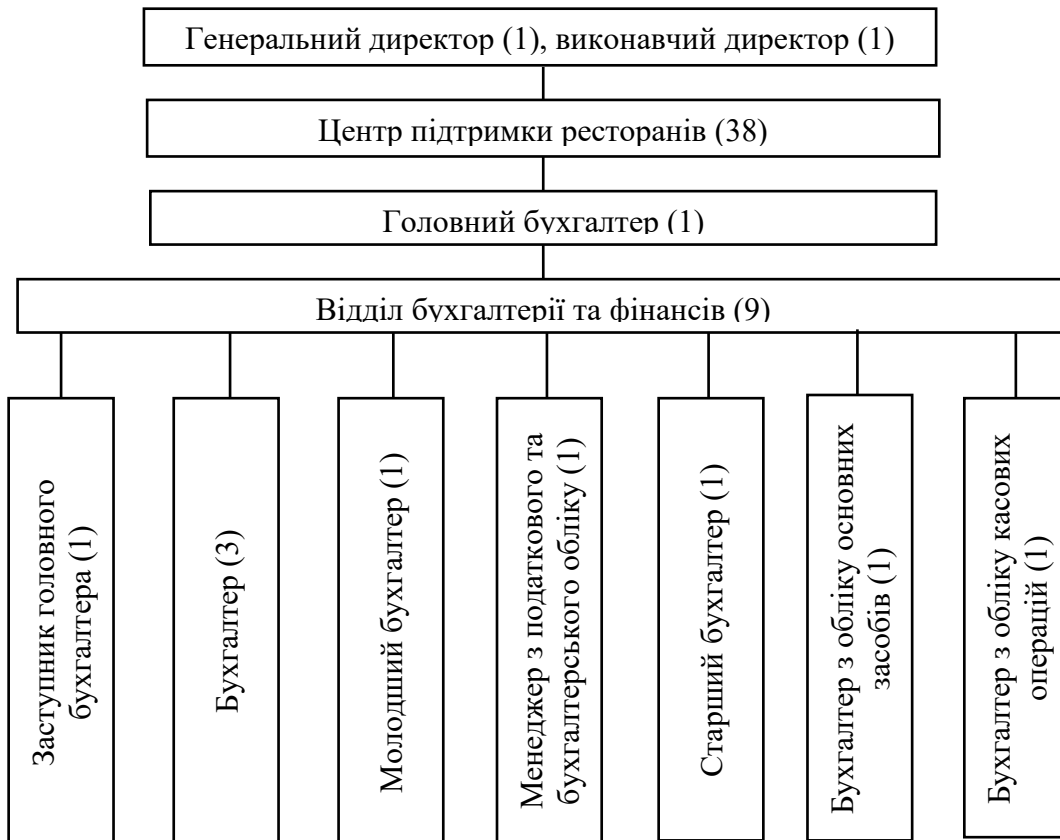 Генеральний директор (1), виконавчий директор (1)
Центр підтримки ресторанів (38)
Головний бухгалтер (1)
Відділ бухгалтерії та фінансів (9)
Заступник головного
бухгалтера (1)
Бухгалтер (3)
Молодший бухгалтер (1)
Менеджер з податкового та
бухгалтерського обліку (1)
Старший бухгалтер (1)
Бухгалтер з обліку основних
засобів (1)
Бухгалтер з обліку касових
операцій (1)